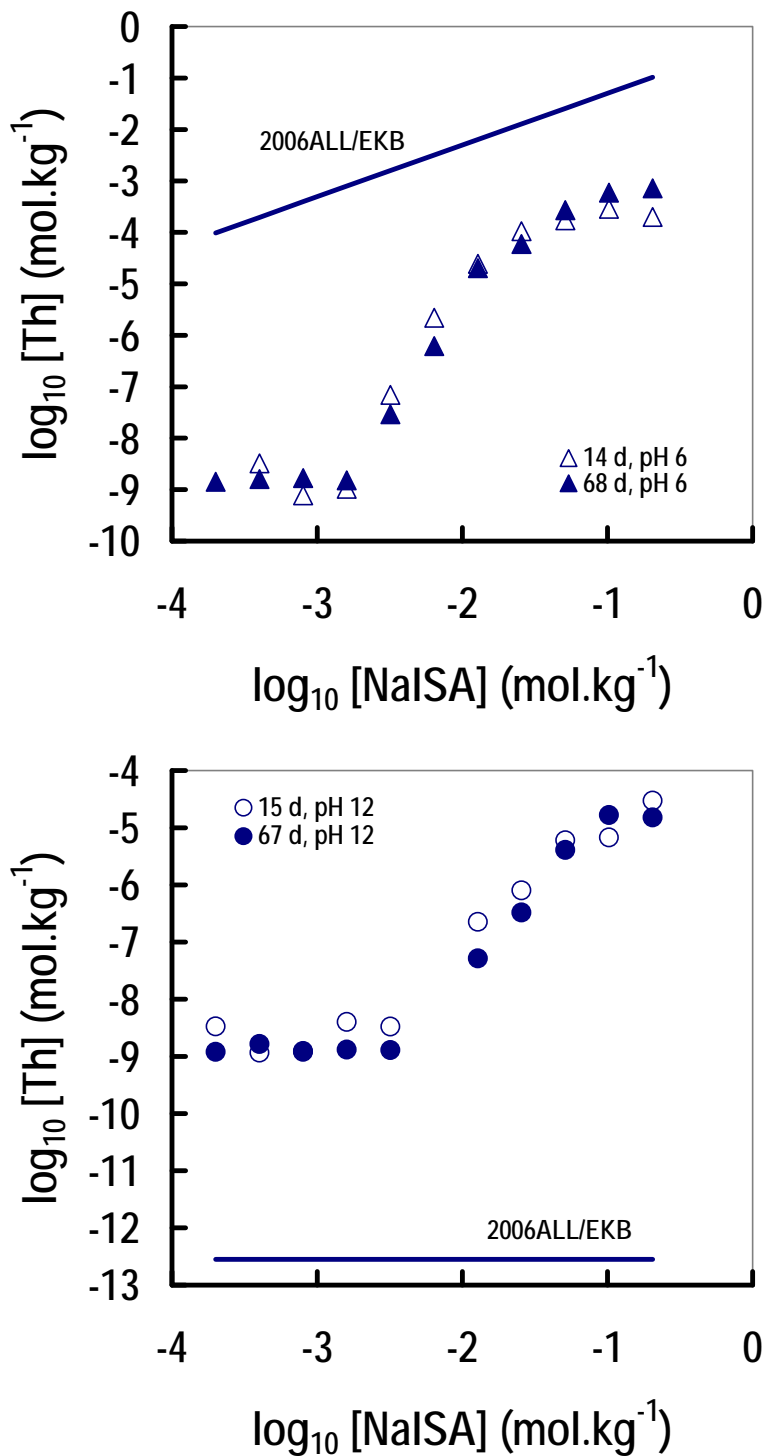 0
-1
-2
-3
-4
-5
-6
-7
-8
-9
-10
log₁₀ [Th] (mol.kg⁻¹)
2006ALL/EKB
14 d, pH 6
68 d, pH 6
-4 -3 -2 -1 0
log₁₀ [NaISA] (mol.kg⁻¹)
-4
-5
-6
-7
-8
-9
-10
-11
-12
-13
log₁₀ [Th] (mol.kg⁻¹)
15 d, pH 12
67 d, pH 12
2006ALL/EKB
-4 -3 -2 -1 0
log₁₀ [NaISA] (mol.kg⁻¹)